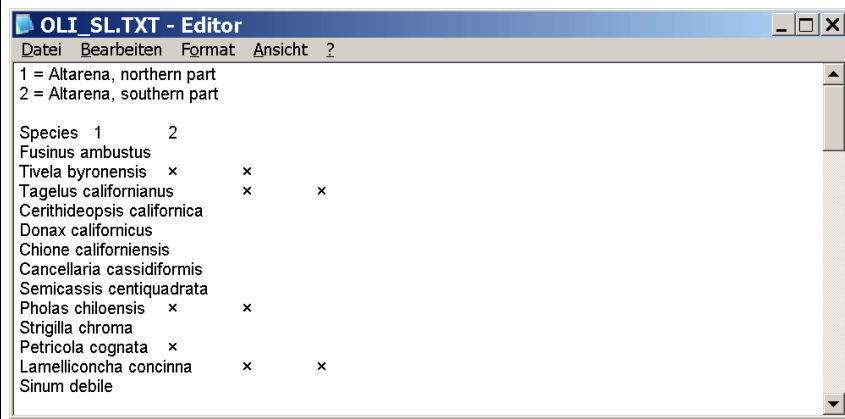 OLI_SL.TXT - Editor
Datei Bearbeiten Format Ansicht ?
1 = Altarena, northern part
2 = Altarena, southern part
Species 1 2
Fusinus ambustus
Tivela byronensis × ×
Tagelus californianus × ×
Cerithideopsis californica
Donax californicus
Chione californiensis
Cancellaria cassidiformis
Semicassis centiquadrata
Pholas chiloensis × ×
Strigilla chroma
Petricola cognata ×
Lamelliconcha concinna × ×
Sinum debile